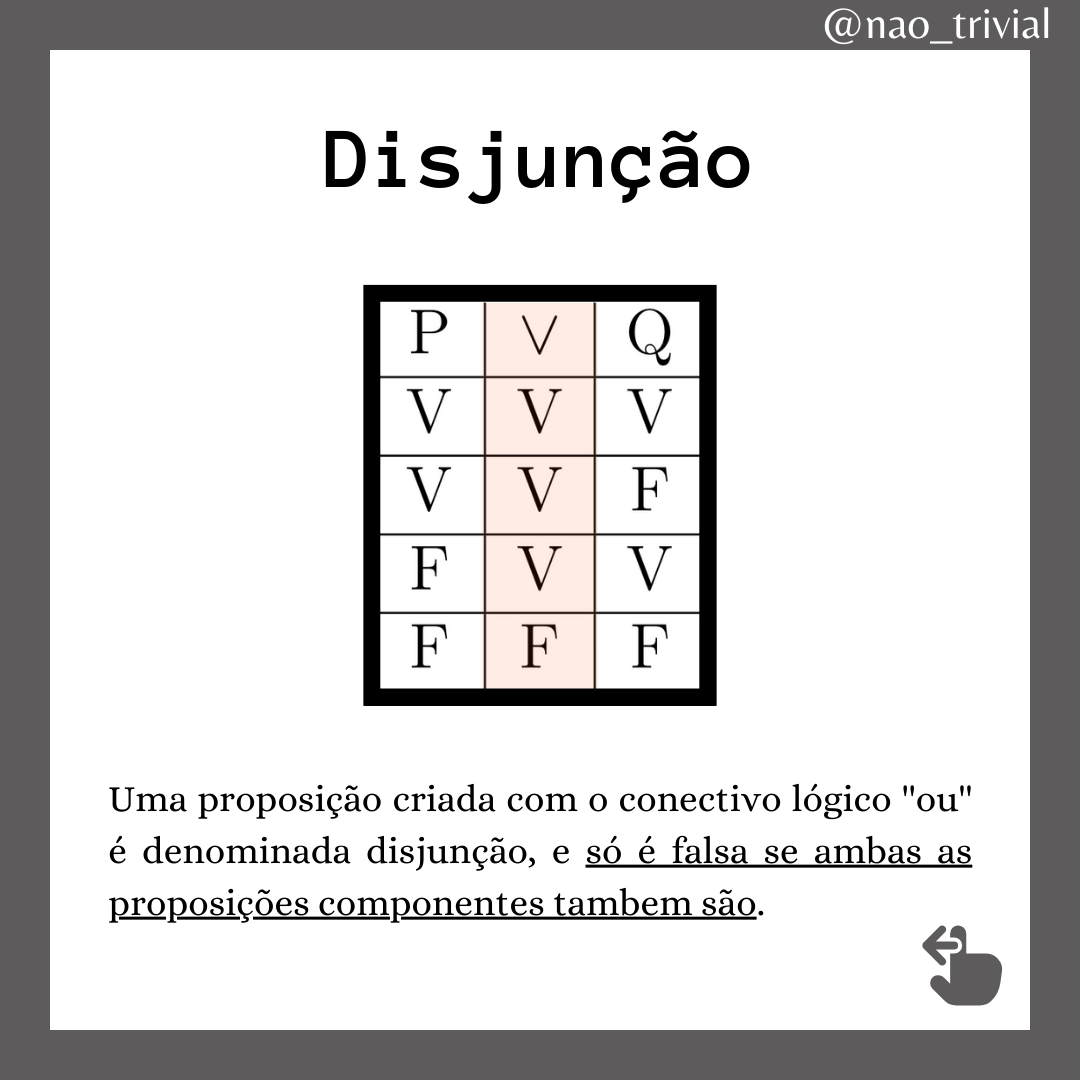 @nao_trivial
Disjunção
P ∨ Q
V V V
V V F
F V V
F F F
Uma proposição criada com o conectivo lógico "ou"
é denominada disjunção, e só é falsa se ambas as
proposições componentes tambem são.